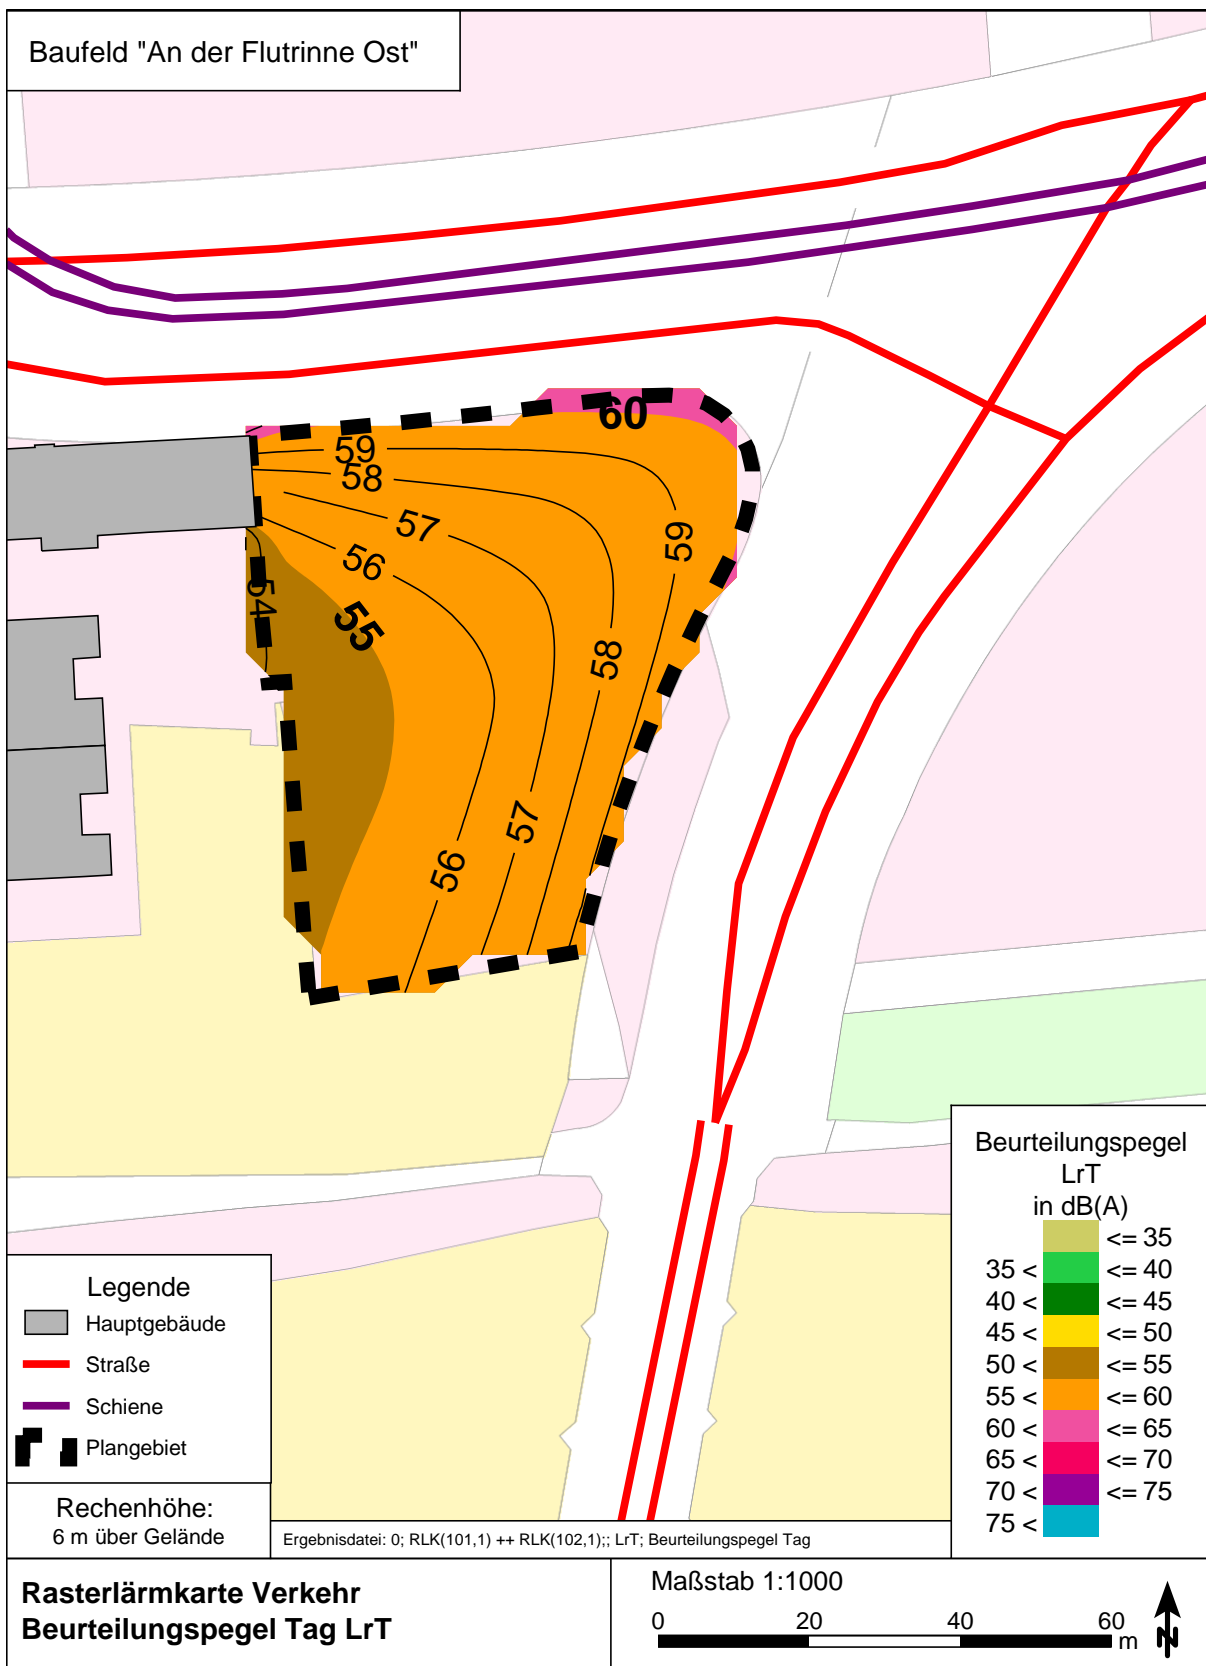 Baufeld "An der Flutrinne Ost"
60
59
58
57
56
59
54
55
58
57
56
Beurteilungspegel
LrT
in dB(A)
<= 35
35 < <= 40
40 < <= 45
45 < <= 50
50 < <= 55
55 < <= 60
60 < <= 65
65 < <= 70
70 < <= 75
75 <
Legende
Hauptgebäude
Straße
Schiene
Plangebiet
Rechenhöhe:
6 m über Gelände
Ergebnisdatei: 0; RLK(101,1) ++ RLK(102,1);; LrT; Beurteilungspegel Tag
Rasterlärmkarte Verkehr
Beurteilungspegel Tag LrT
Maßstab 1:1000
0 20 40 60
m
N